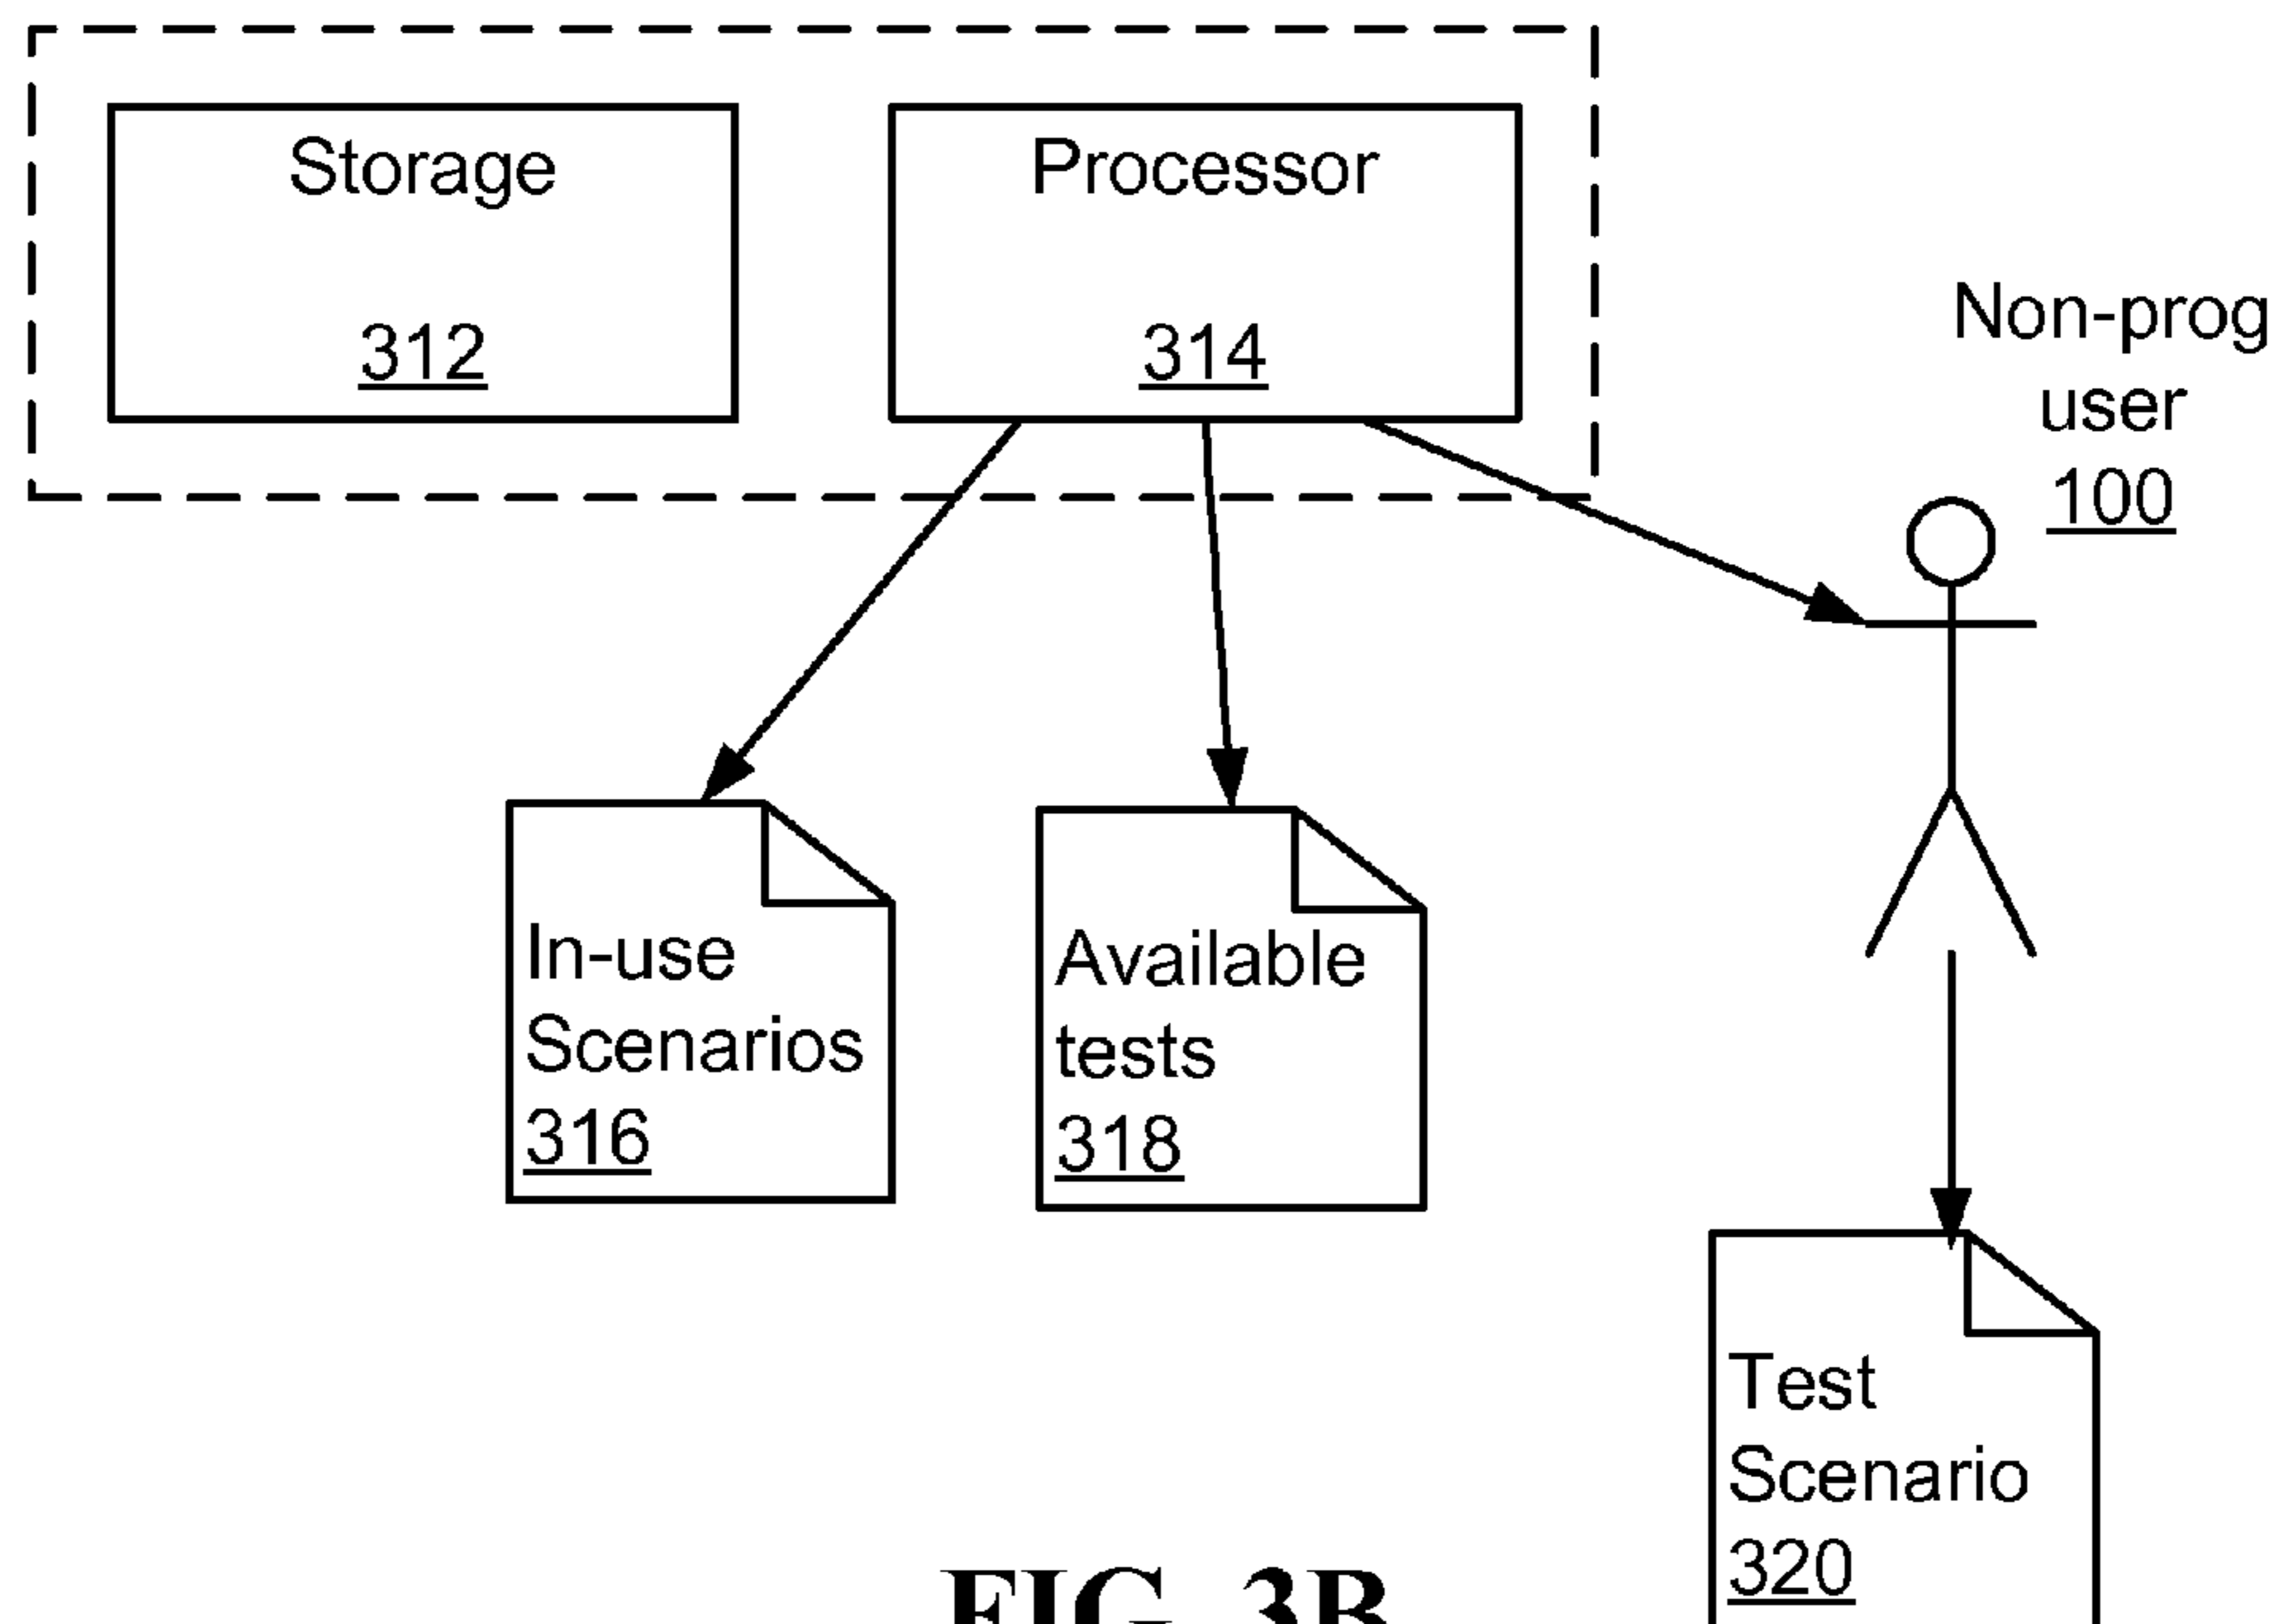 Storage
312
Processor
314
Non-prog
user
100
In-use
Scenarios
316
Available
tests
318
Test
Scenario
320
FIG. 3B